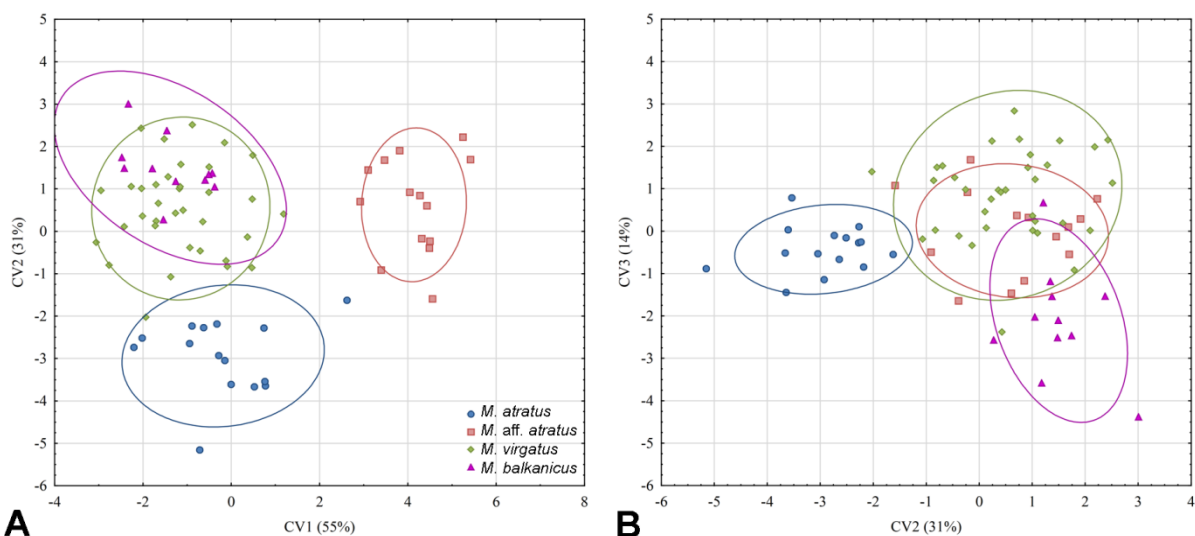 5
4
3
2
1
0
-1
-2
-3
-4
-5
-6
CV2 (31%)
-4 -2 0 2 4 6 8
CV1 (55%)
M. atratus
M. aff. atratus
M. virgatus
M. balkanicus
A
5
4
3
2
1
0
-1
-2
-3
-4
-5
-6
CV3 (14%)
-6 -5 -4 -3 -2 -1 0 1 2 3 4
CV2 (31%)
B